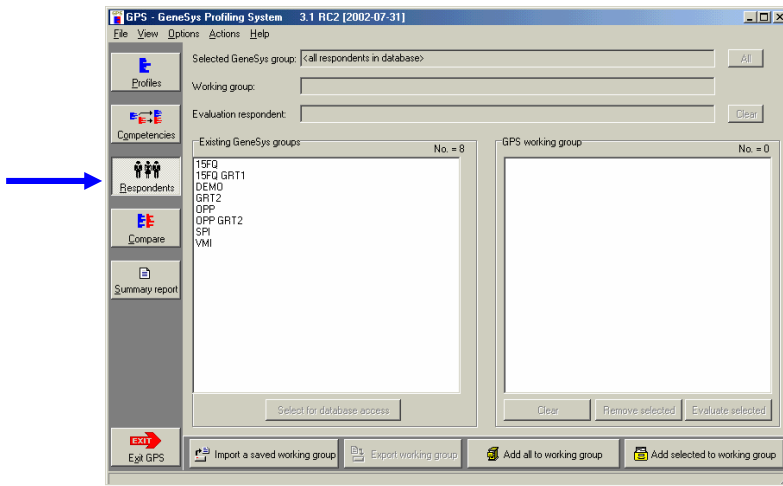 GPS - GeneSys Profiling System 3.1 RC2 [2002-07-31]
File View Options Actions Help
Profiles
Competencies
Respondents
Compare
Summary report
EXIT
Exit GPS
Selected GeneSys group: <all respondents in database> All
Working group:
Evaluation respondent: Clear
Existing GeneSys groups No. = 8
15FQ
15FQ GRT1
DEMO
GRT2
OPP
OPP GRT2
SPI
VMI
Select for database access
GPS working group No. = 0
Clear Remove selected Evaluate selected
Import a saved working group Export working group Add all to working group Add selected to working group